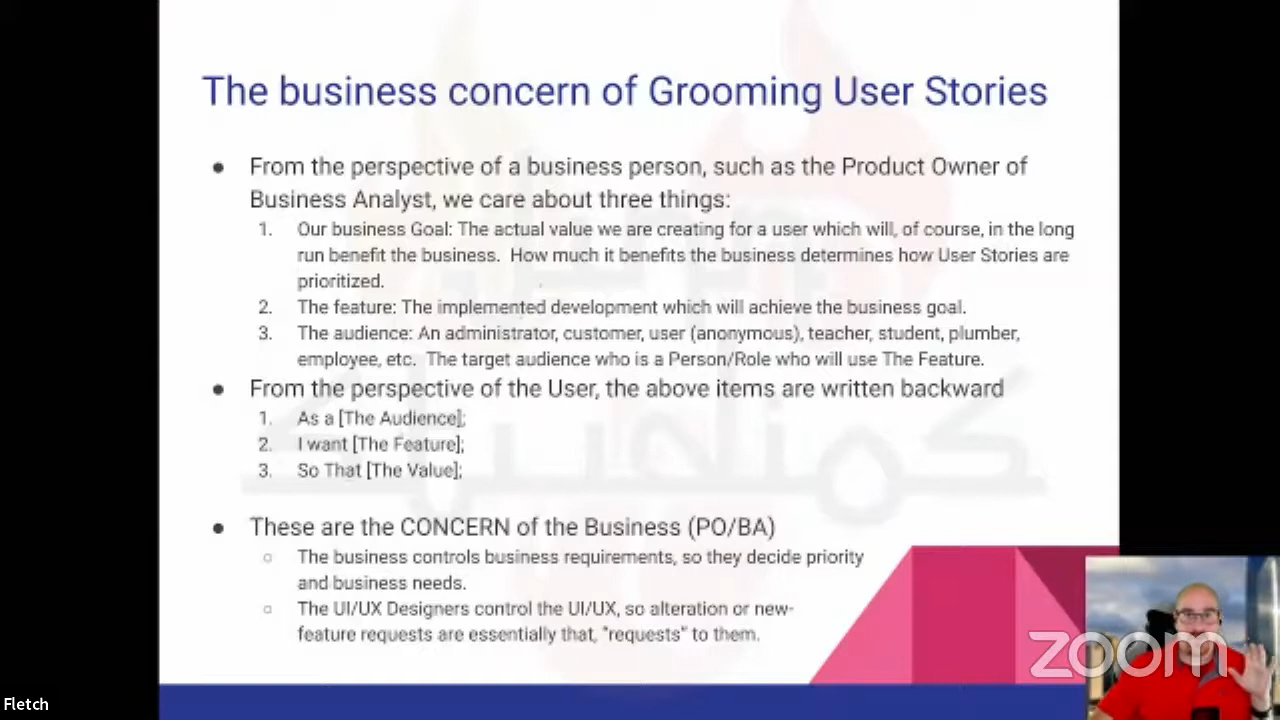 The business concern of Grooming User Stories
● From the perspective of a business person, such as the Product Owner of
Business Analyst, we care about three things:
1. Our business Goal: The actual value we are creating for a user which will, of course, in the long
run benefit the business. How much it benefits the business determines how User Stories are
prioritized.
2. The feature: The implemented development which will achieve the business goal.
3. The audience: An administrator, customer, user (anonymous), teacher, student, plumber,
employee, etc. The target audience who is a Person/Role who will use The Feature.
● From the perspective of the User, the above items are written backward
1. As a [The Audience];
2. I want [The Feature];
3. So That [The Value];
● These are the CONCERN of the Business (PO/BA)
○ The business controls business requirements, so they decide priority
and business needs.
○ The UI/UX Designers control the UI/UX, so alteration or new-
feature requests are essentially that, "requests" to them.
zoom
Fletch